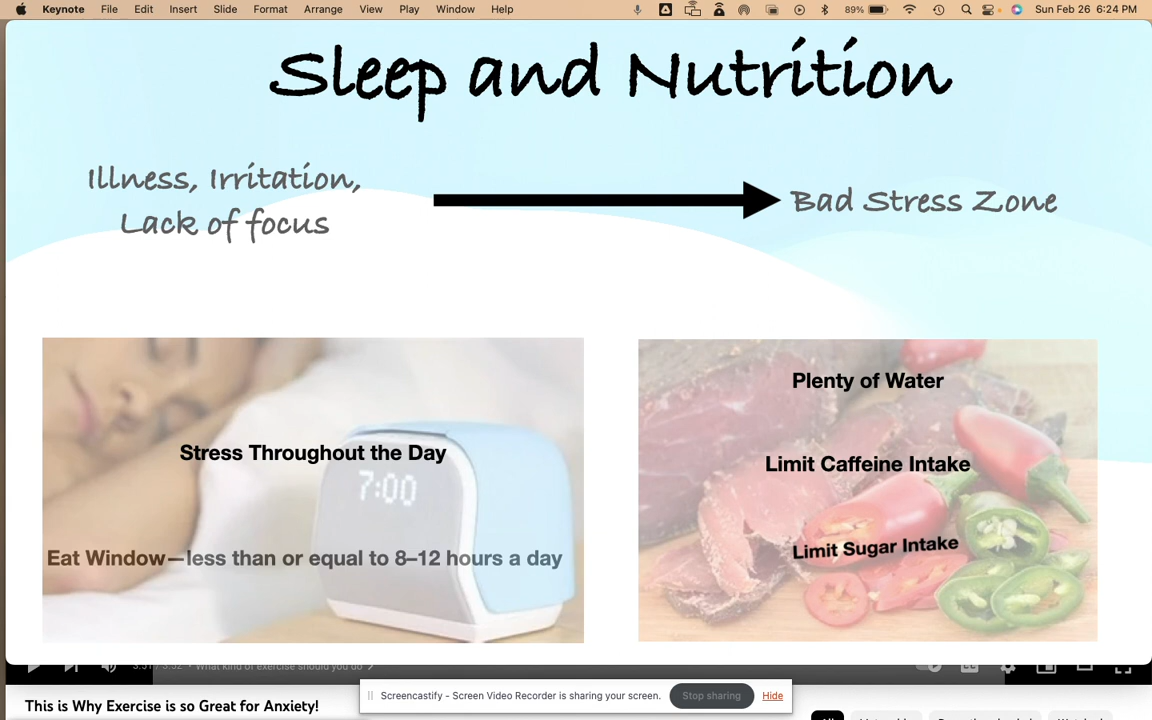 Keynote File Edit Insert Slide Format Arrange View Play Window Help 89% Sun Feb 26 6:24 PM
Sleep and Nutrition
Illness, Irritation,
Lack of focus
Bad Stress Zone
Plenty of Water
Stress Throughout the Day
Limit Caffeine Intake
7:00
Limit Sugar Intake
Eat Window—less than or equal to 8–12 hours a day
What kind of exercise should you do
Screencastify - Screen Video Recorder is sharing your screen. Stop sharing Hide
This is Why Exercise is so Great for Anxiety!